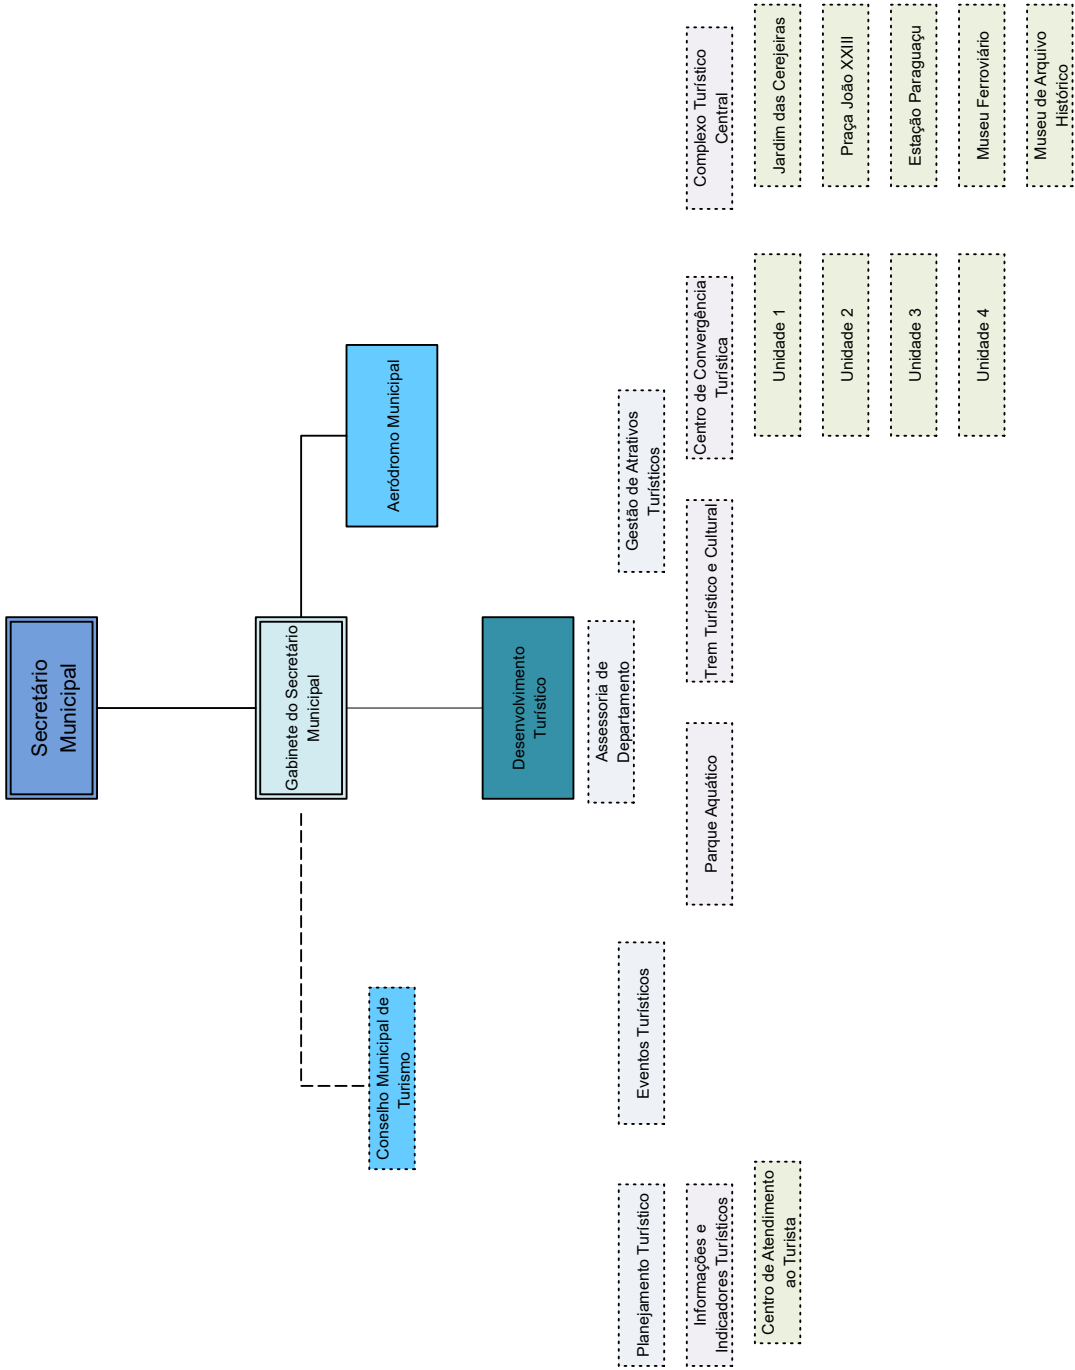 Secretário
Municipal
Gabinete do Secretário
Municipal
Conselho Municipal de
Turismo
Aeródromo Municipal
Desenvolvimento
Turístico
Assessoria de
Departamento
Planejamento Turístico
Eventos Turísticos
Gestão de Atrativos
Turísticos
Informações e
Indicadores Turísticos
Parque Aquático
Trem Turístico e Cultural
Centro de Convergência
Turística
Complexo Turístico
Central
Centro de Atendimento
ao Turista
Unidade 1
Jardim das Cerejeiras
Unidade 2
Praça João XXIII
Unidade 3
Estação Paraguaçu
Unidade 4
Museu Ferroviário
Museu de Arquivo
Histórico